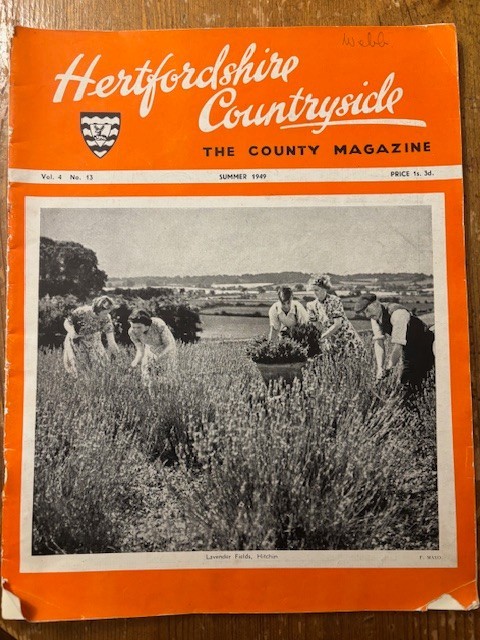 Webb
Hertfordshire
Countryside
THE COUNTY MAGAZINE
Vol. 4 No. 13 SUMMER 1949 PRICE 1s. 3d.
Lavender Fields, Hitchin